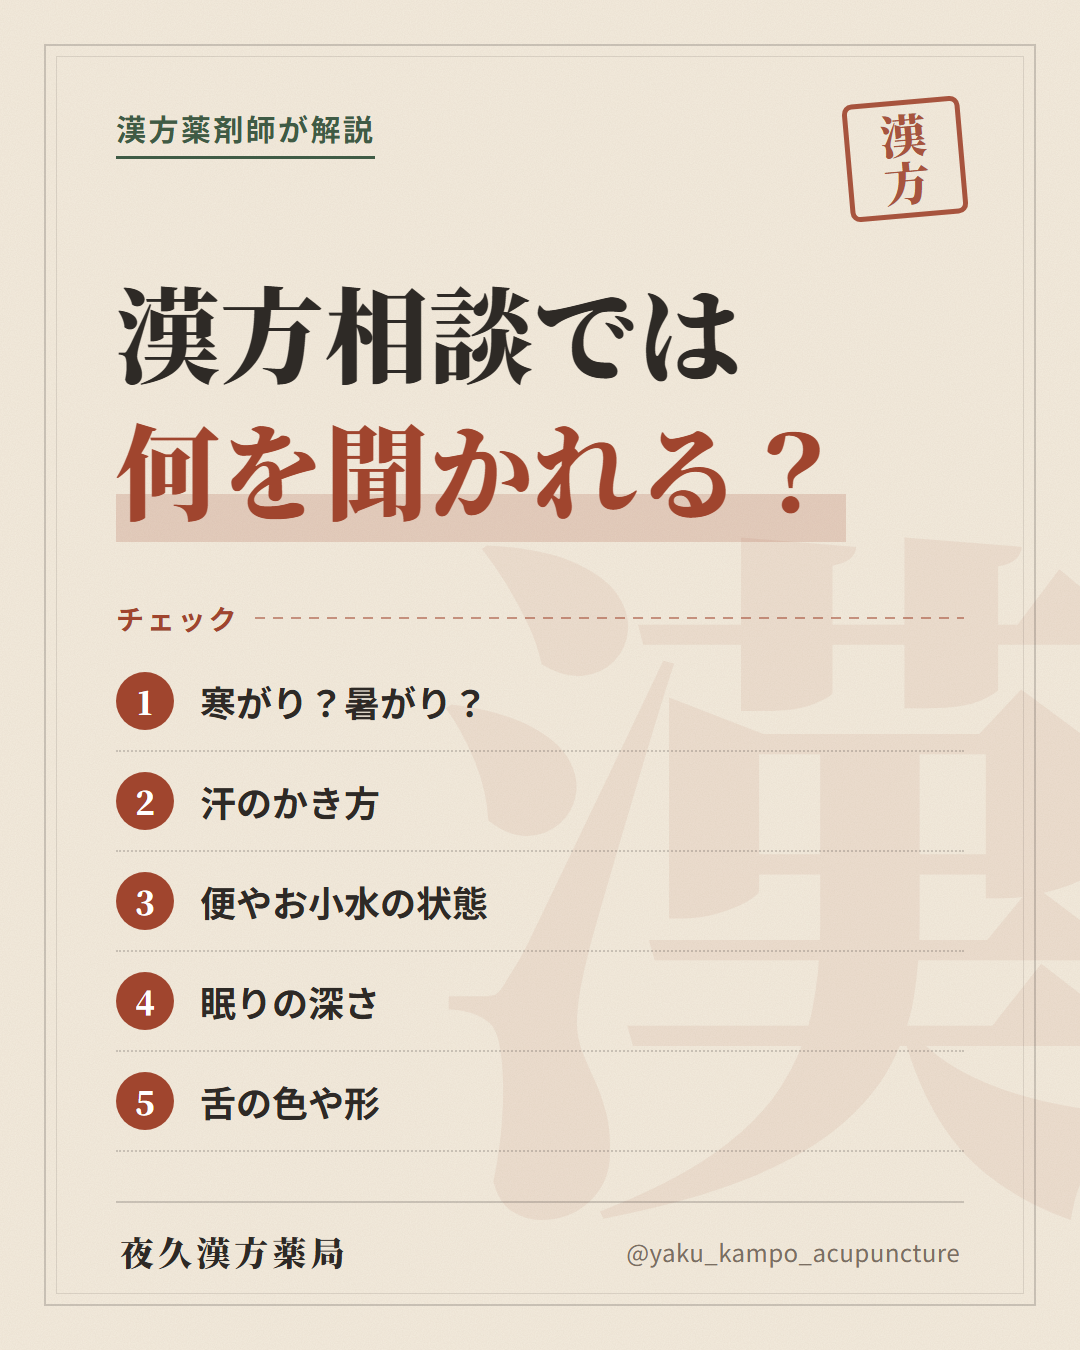 漢方薬剤師が解説
漢方
漢方相談では
何を聞かれる？
チェック
1 寒がり？暑がり？
2 汗のかき方
3 便やお小水の状態
4 眠りの深さ
5 舌の色や形
漢
夜久漢方薬局
@yaku_kampo_acupuncture